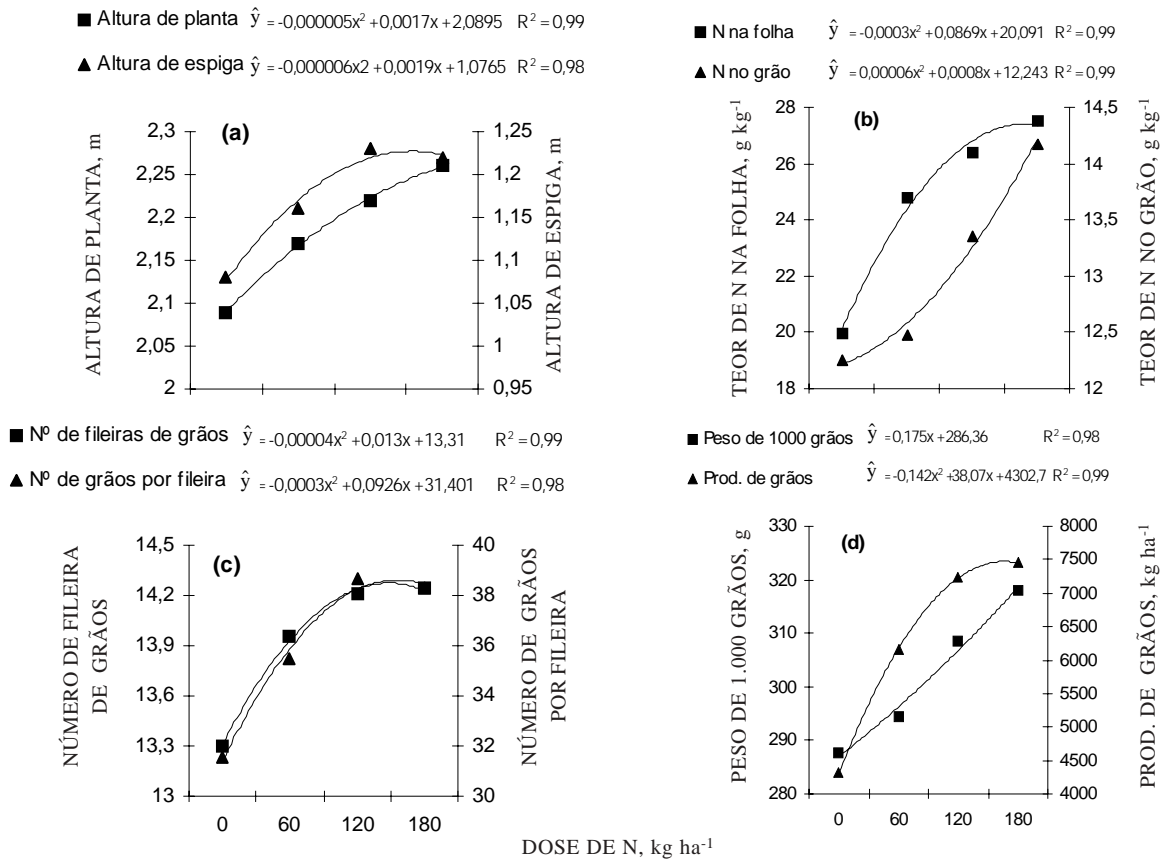 Altura de planta ŷ = -0,000005x² + 0,0017x + 2,0895 R² = 0,99
Altura de espiga ŷ = -0,000006x2 + 0,0019x + 1,0765 R² = 0,98
(a)
ALTURA DE PLANTA, m
2,3
2,25
2,2
2,15
2,1
2,05
2
1,25
1,2
1,15
1,1
1,05
1
0,95
ALTURA DE ESPIGA, m
N na folha ŷ = -0,0003x² + 0,0869x + 20,091 R² = 0,99
N no grão ŷ = 0,00006x² + 0,0008x + 12,243 R² = 0,99
(b)
TEOR DE N NA FOLHA, g kg⁻¹
28
26
24
22
20
18
14,5
14
13,5
13
12,5
12
TEOR DE N NO GRÃO, g kg⁻¹
Nº de fileiras de grãos ŷ = -0,00004x² + 0,013x + 13,31 R² = 0,99
Nº de grãos por fileira ŷ = -0,0003x² + 0,0926x + 31,401 R² = 0,98
(c)
NÚMERO DE FILEIRA
DE GRÃOS
14,5
14,2
13,9
13,6
13,3
13
40
38
36
34
32
30
NÚMERO DE GRÃOS
POR FILEIRA
0 60 120 180
Peso de 1000 grãos ŷ = 0,175x + 286,36 R² = 0,98
Prod. de grãos ŷ = -0,142x² + 38,07x + 4302,7 R² = 0,99
(d)
PESO DE 1.000 GRÃOS, g
330
320
310
300
290
280
8000
7500
7000
6500
6000
5500
5000
4500
4000
PROD. DE GRÃOS, kg ha⁻¹
0 60 120 180
DOSE DE N, kg ha⁻¹